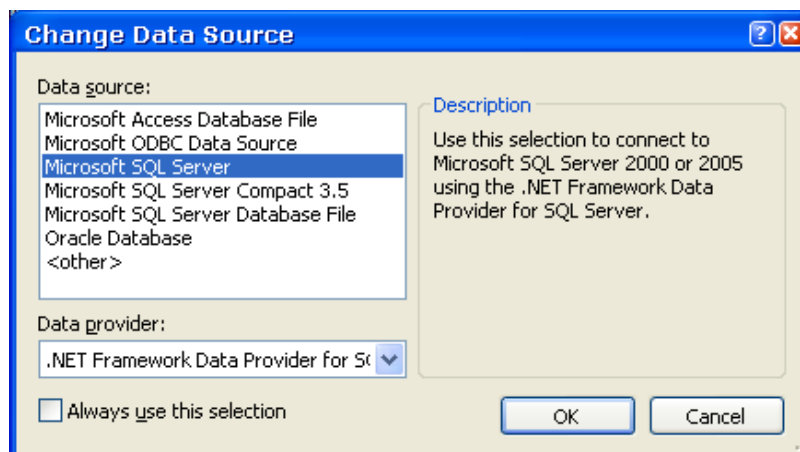 Change Data Source
Data source:
Microsoft Access Database File
Microsoft ODBC Data Source
Microsoft SQL Server
Microsoft SQL Server Compact 3.5
Microsoft SQL Server Database File
Oracle Database
<other>
Description
Use this selection to connect to
Microsoft SQL Server 2000 or 2005
using the .NET Framework Data
Provider for SQL Server.
Data provider:
.NET Framework Data Provider for SQ
Always use this selection
OK
Cancel